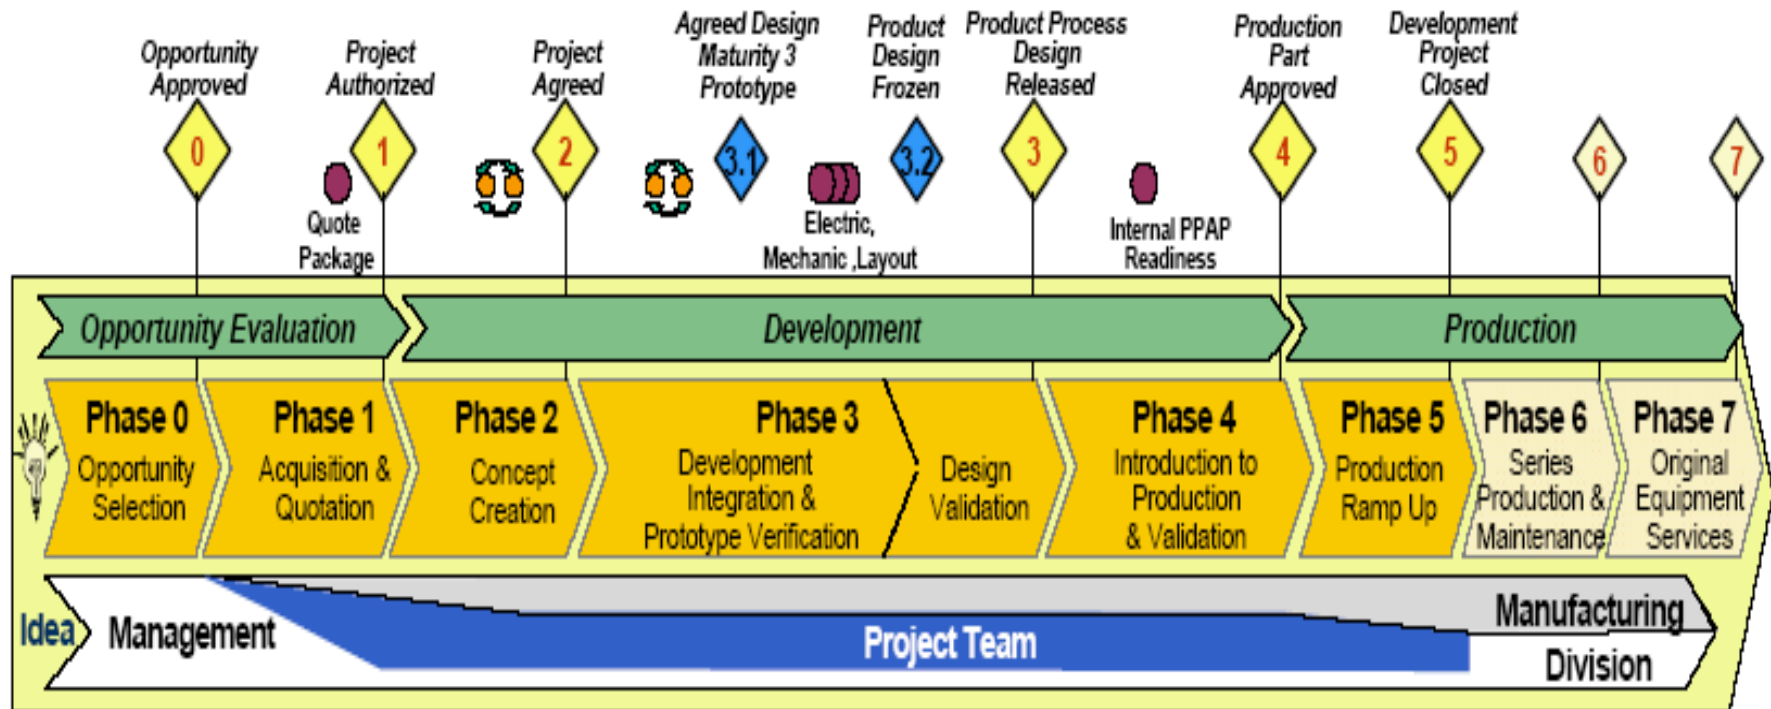 Opportunity
Approved
Project
Authorized
Project
Agreed
Agreed Design
Maturity 3
Prototype
Product
Design
Frozen
Product Process
Design
Released
Production
Part
Approved
Development
Project
Closed
0
1
2
3.1
3.2
3
4
5
6
7
Quote
Package
Electric,
Mechanic ,Layout
Internal PPAP
Readiness
Opportunity Evaluation
Development
Production
Phase 0
Opportunity
Selection
Phase 1
Acquisition &
Quotation
Phase 2
Concept
Creation
Phase 3
Development
Integration &
Prototype Verification
Design
Validation
Phase 4
Introduction to
Production
& Validation
Phase 5
Production
Ramp Up
Phase 6
Series
Production &
Maintenance
Phase 7
Original
Equipment
Services
Idea
Management
Project Team
Manufacturing
Division